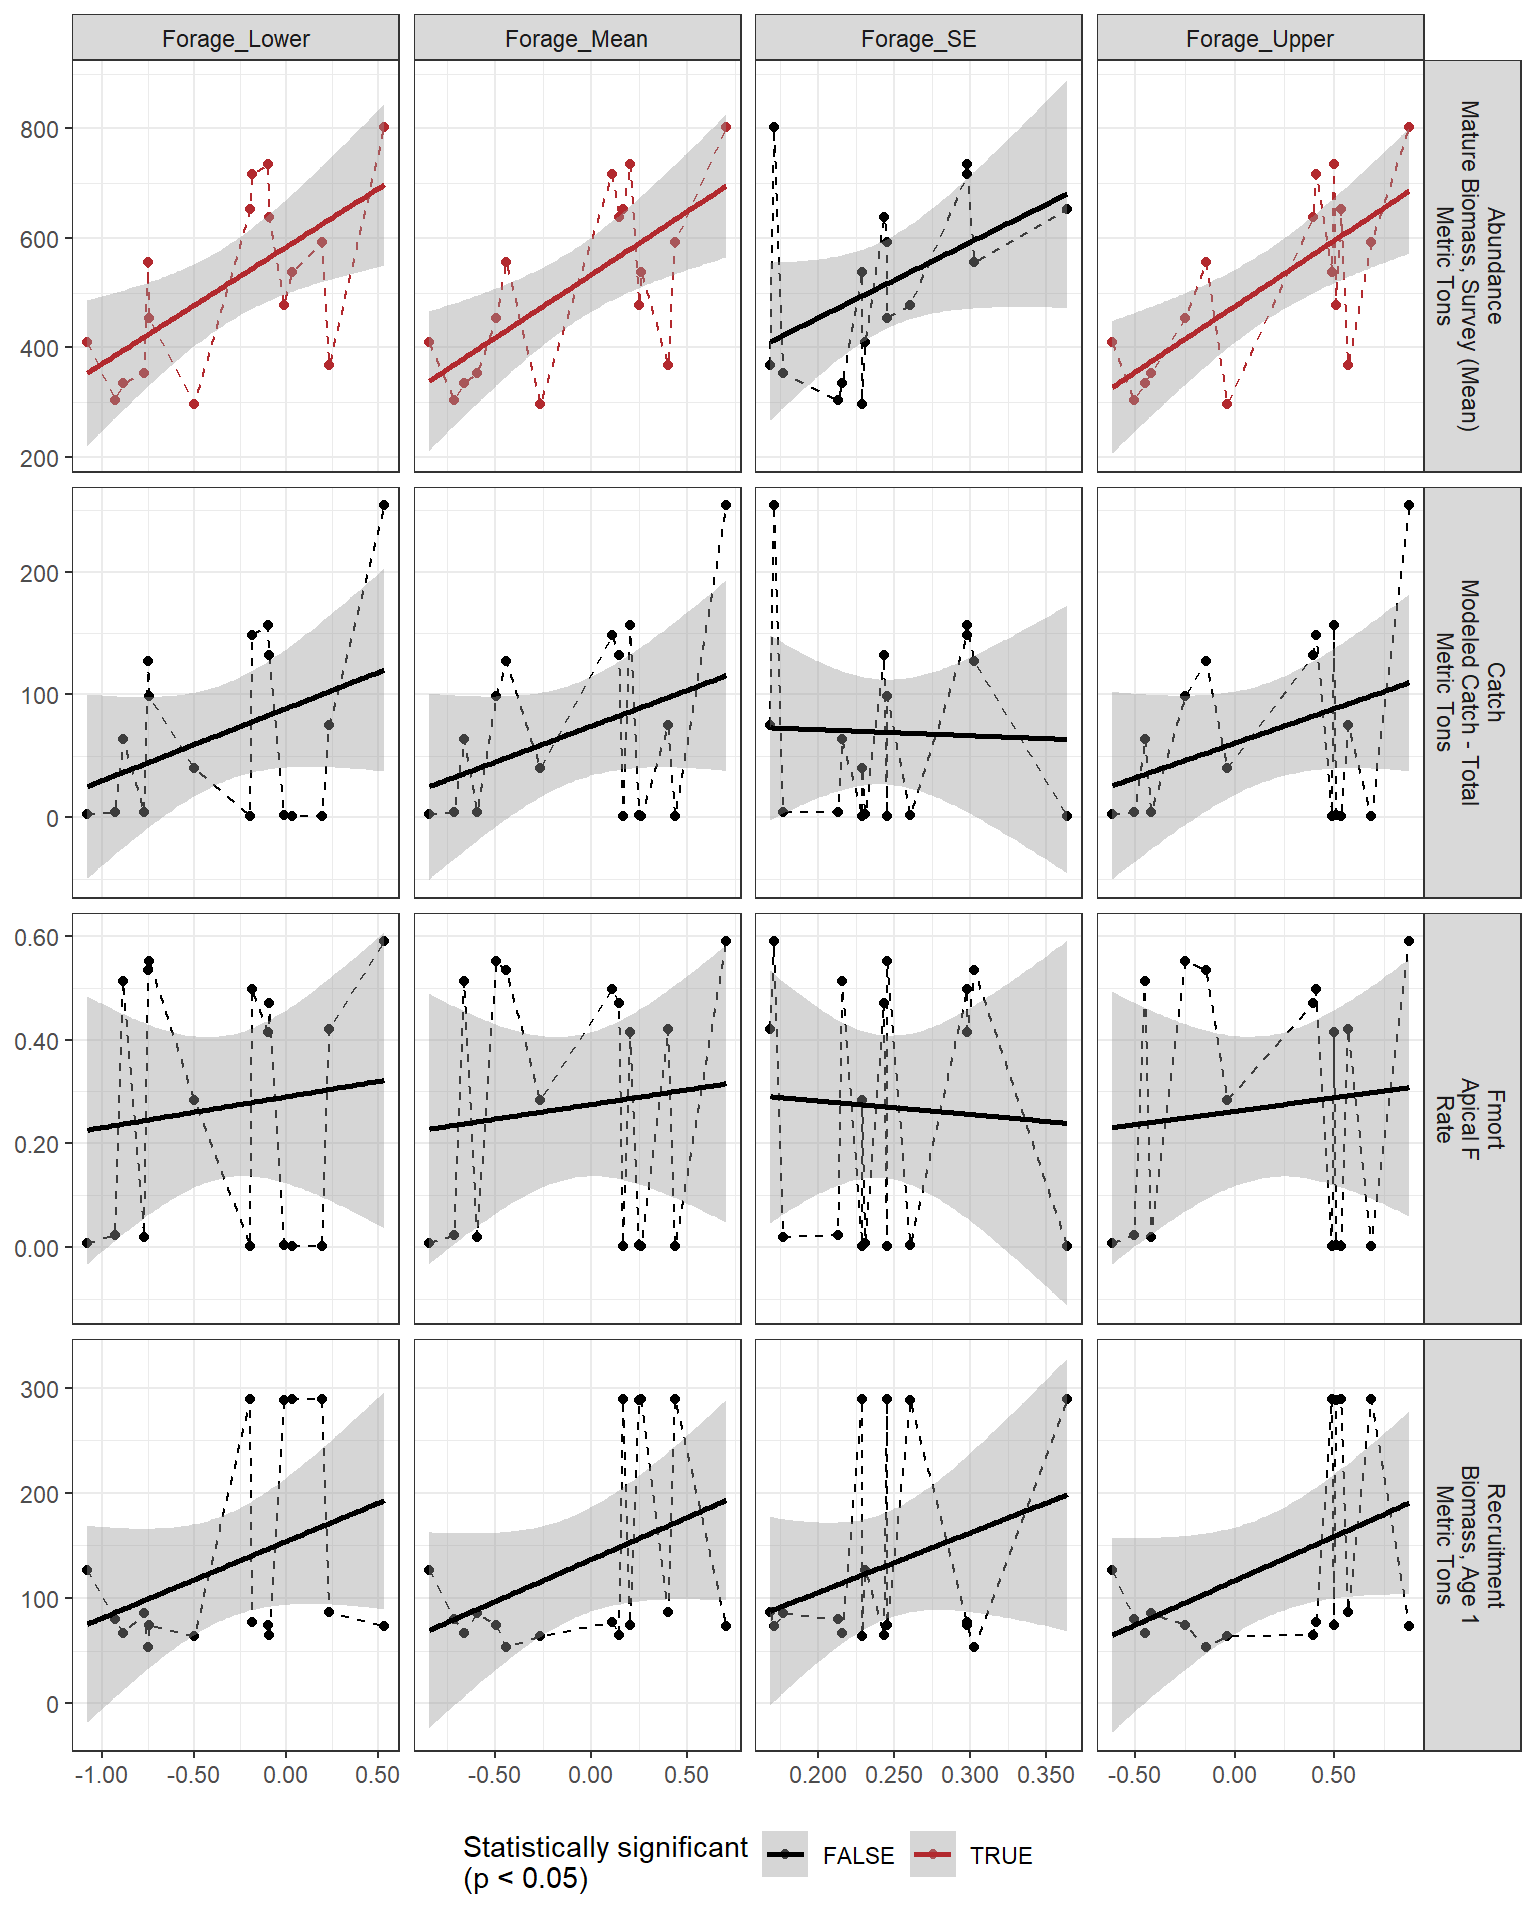 Forage_Lower Forage_Mean Forage_SE Forage_Upper
800
600
400
200
Abundance
Mature Biomass, Survey (Mean)
Metric Tons
200
100
0
Catch
Modeled Catch - Total
Metric Tons
0.60
0.40
0.20
0.00
Fmort
Apical F
Rate
300
200
100
0
Recruitment
Biomass, Age 1
Metric Tons
-1.00 -0.50 0.00 0.50 -0.50 0.00 0.50 0.200 0.250 0.300 0.350 -0.50 0.00 0.50
Statistically significant
(p < 0.05)
FALSE TRUE